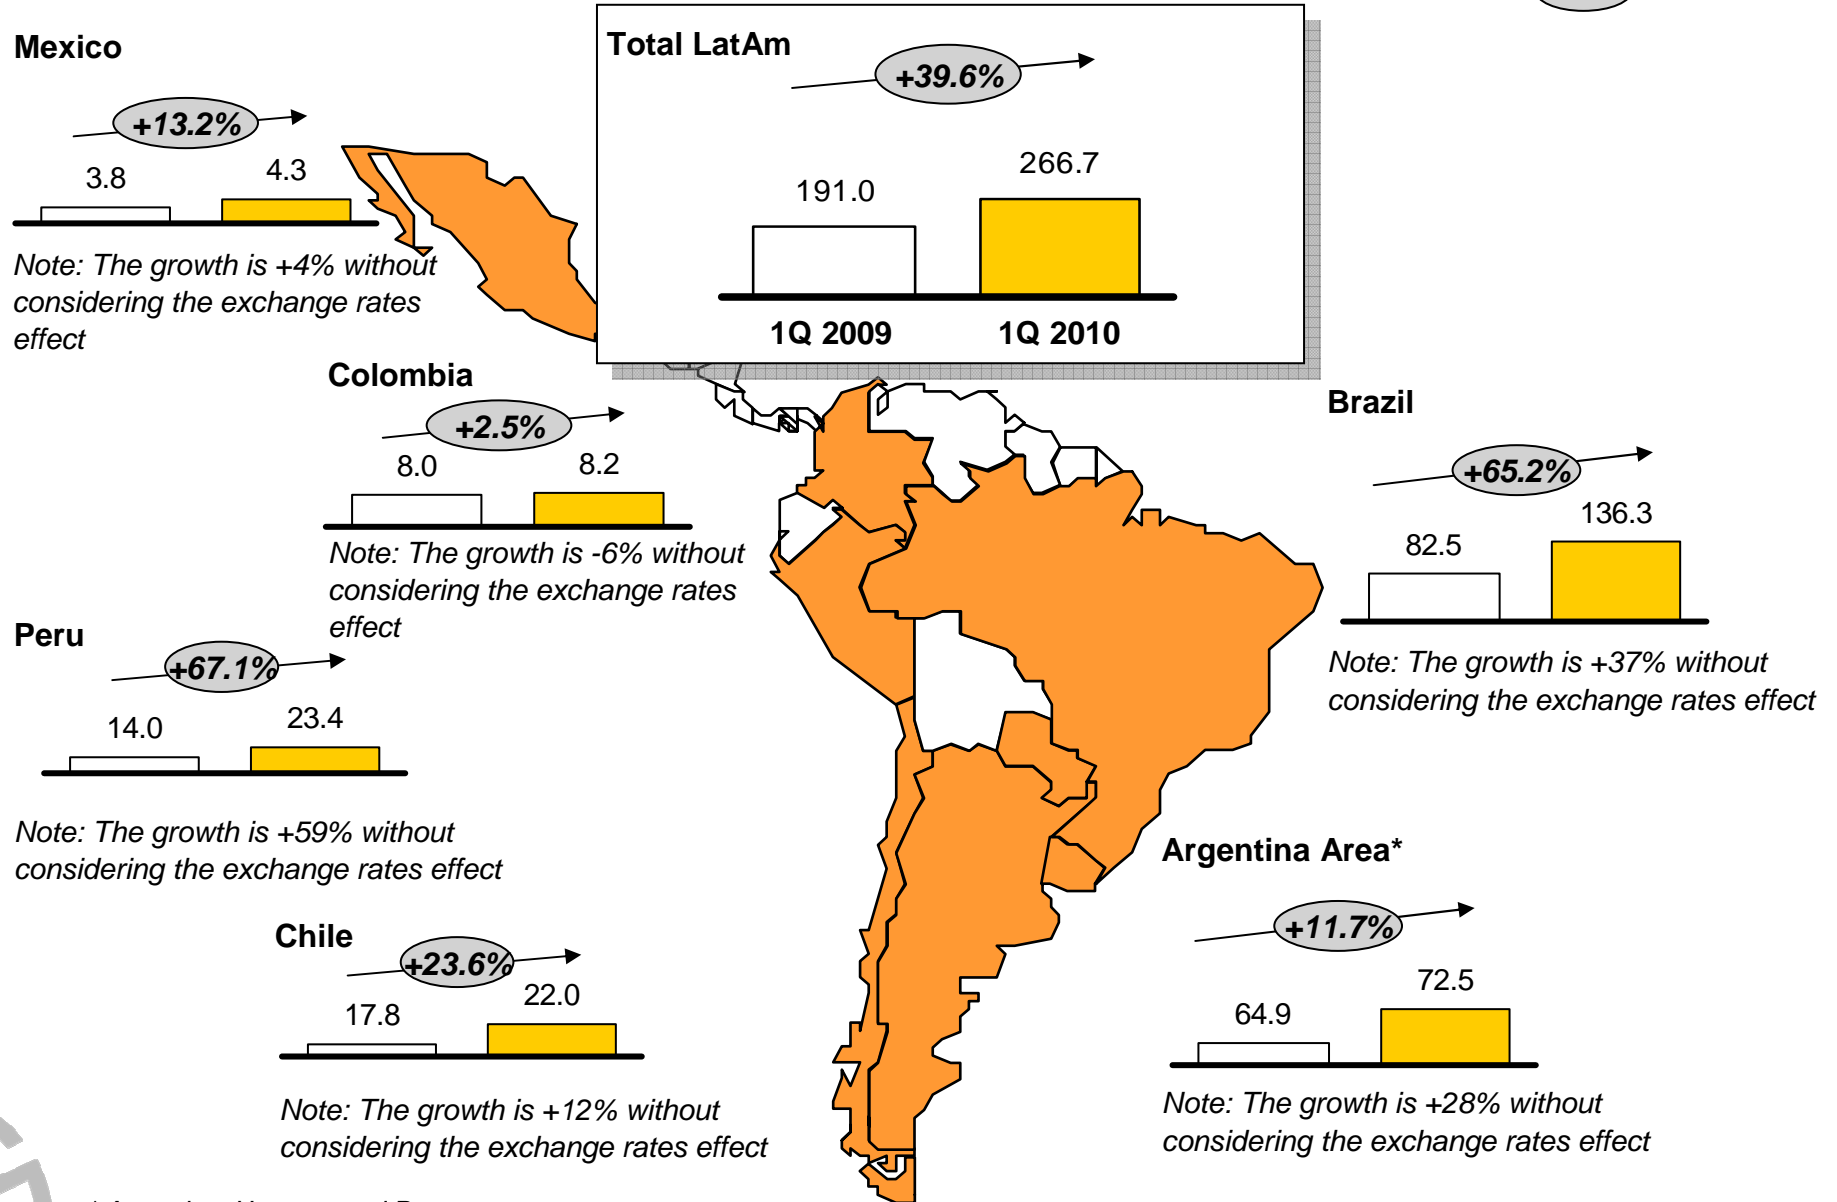 Mexico
+13.2%
3.8
4.3
Note: The growth is +4% without
considering the exchange rates
effect
Total LatAm
+39.6%
191.0
266.7
1Q 2009
1Q 2010
Colombia
+2.5%
8.0
8.2
Note: The growth is -6% without
considering the exchange rates
effect
Brazil
+65.2%
82.5
136.3
Note: The growth is +37% without
considering the exchange rates effect
Peru
+67.1%
14.0
23.4
Note: The growth is +59% without
considering the exchange rates effect
Argentina Area*
+11.7%
64.9
72.5
Note: The growth is +28% without
considering the exchange rates effect
Chile
+23.6%
17.8
22.0
Note: The growth is +12% without
considering the exchange rates effect